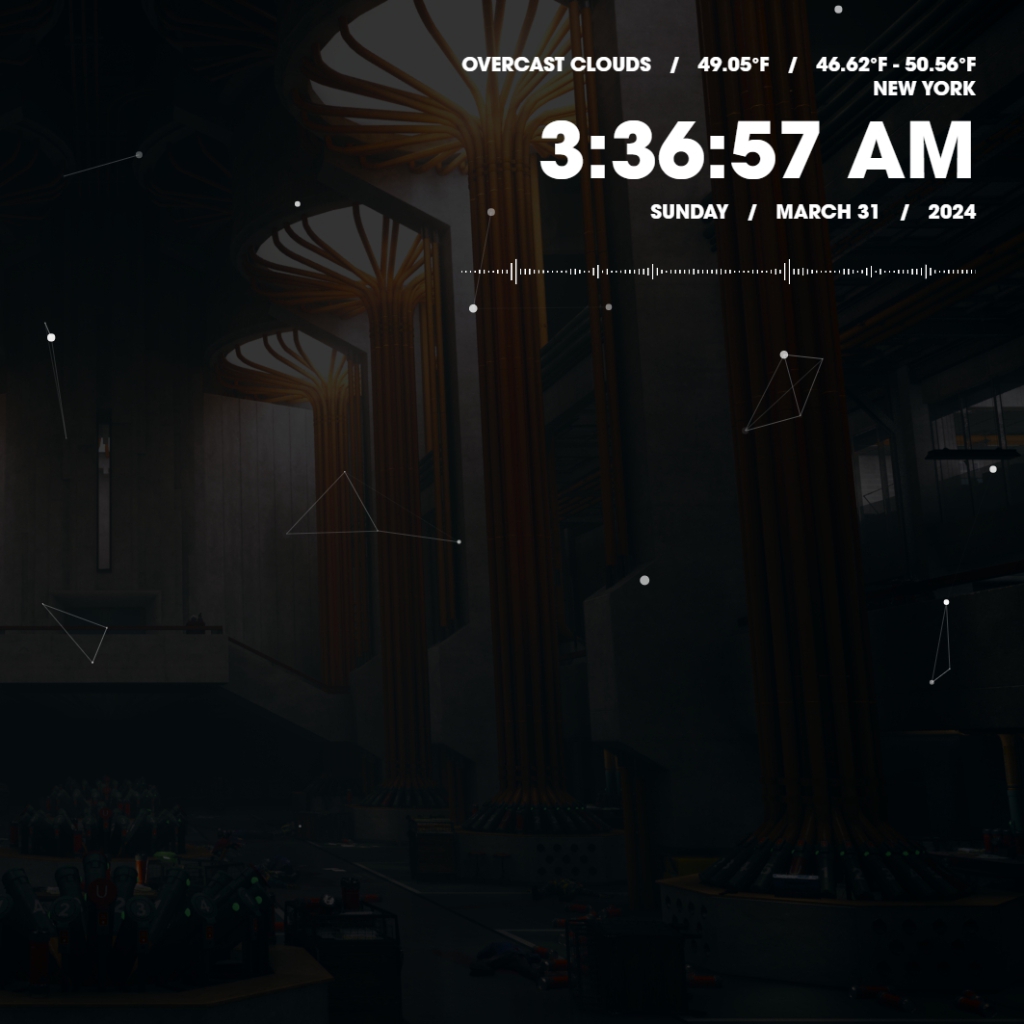 OVERCAST CLOUDS / 49.05°F / 46.62°F - 50.56°F
NEW YORK
3:36:57 AM
SUNDAY / MARCH 31 / 2024